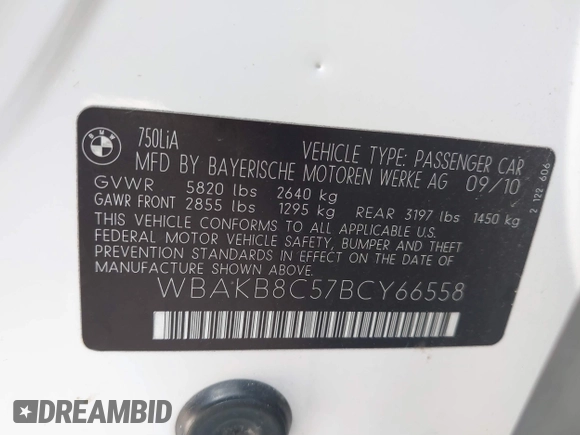 BMW
750LiA
VEHICLE TYPE: PASSENGER CAR
MFD BY BAYERISCHE MOTOREN WERKE AG 09/10
GVWR 5820 lbs 2640 kg
GAWR FRONT 2855 lbs 1295 kg REAR 3197 lbs 1450 kg
THIS VEHICLE CONFORMS TO ALL APPLICABLE U.S.
FEDERAL MOTOR VEHICLE SAFETY, BUMPER AND THEFT
PREVENTION STANDARDS IN EFFECT ON THE DATE OF
MANUFACTURE SHOWN ABOVE.
WBAKB8C57BCY66558
2 122 606
DREAMBID